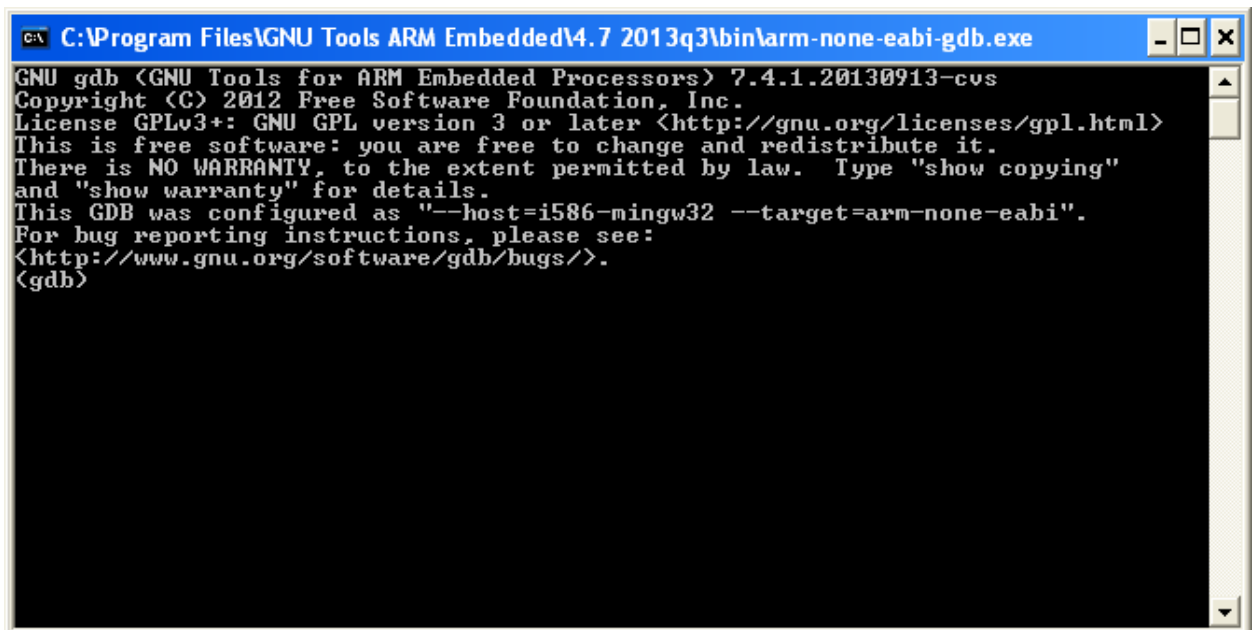 C:\Program Files\GNU Tools ARM Embedded\4.7 2013q3\bin\arm-none-eabi-gdb.exe
GNU gdb (GNU Tools for ARM Embedded Processors) 7.4.1.20130913-cvs
Copyright (C) 2012 Free Software Foundation, Inc.
License GPLv3+: GNU GPL version 3 or later <http://gnu.org/licenses/gpl.html>
This is free software: you are free to change and redistribute it.
There is NO WARRANTY, to the extent permitted by law.  Type "show copying"
and "show warranty" for details.
This GDB was configured as "--host=i586-mingw32 --target=arm-none-eabi".
For bug reporting instructions, please see:
<http://www.gnu.org/software/gdb/bugs/>.
(gdb)